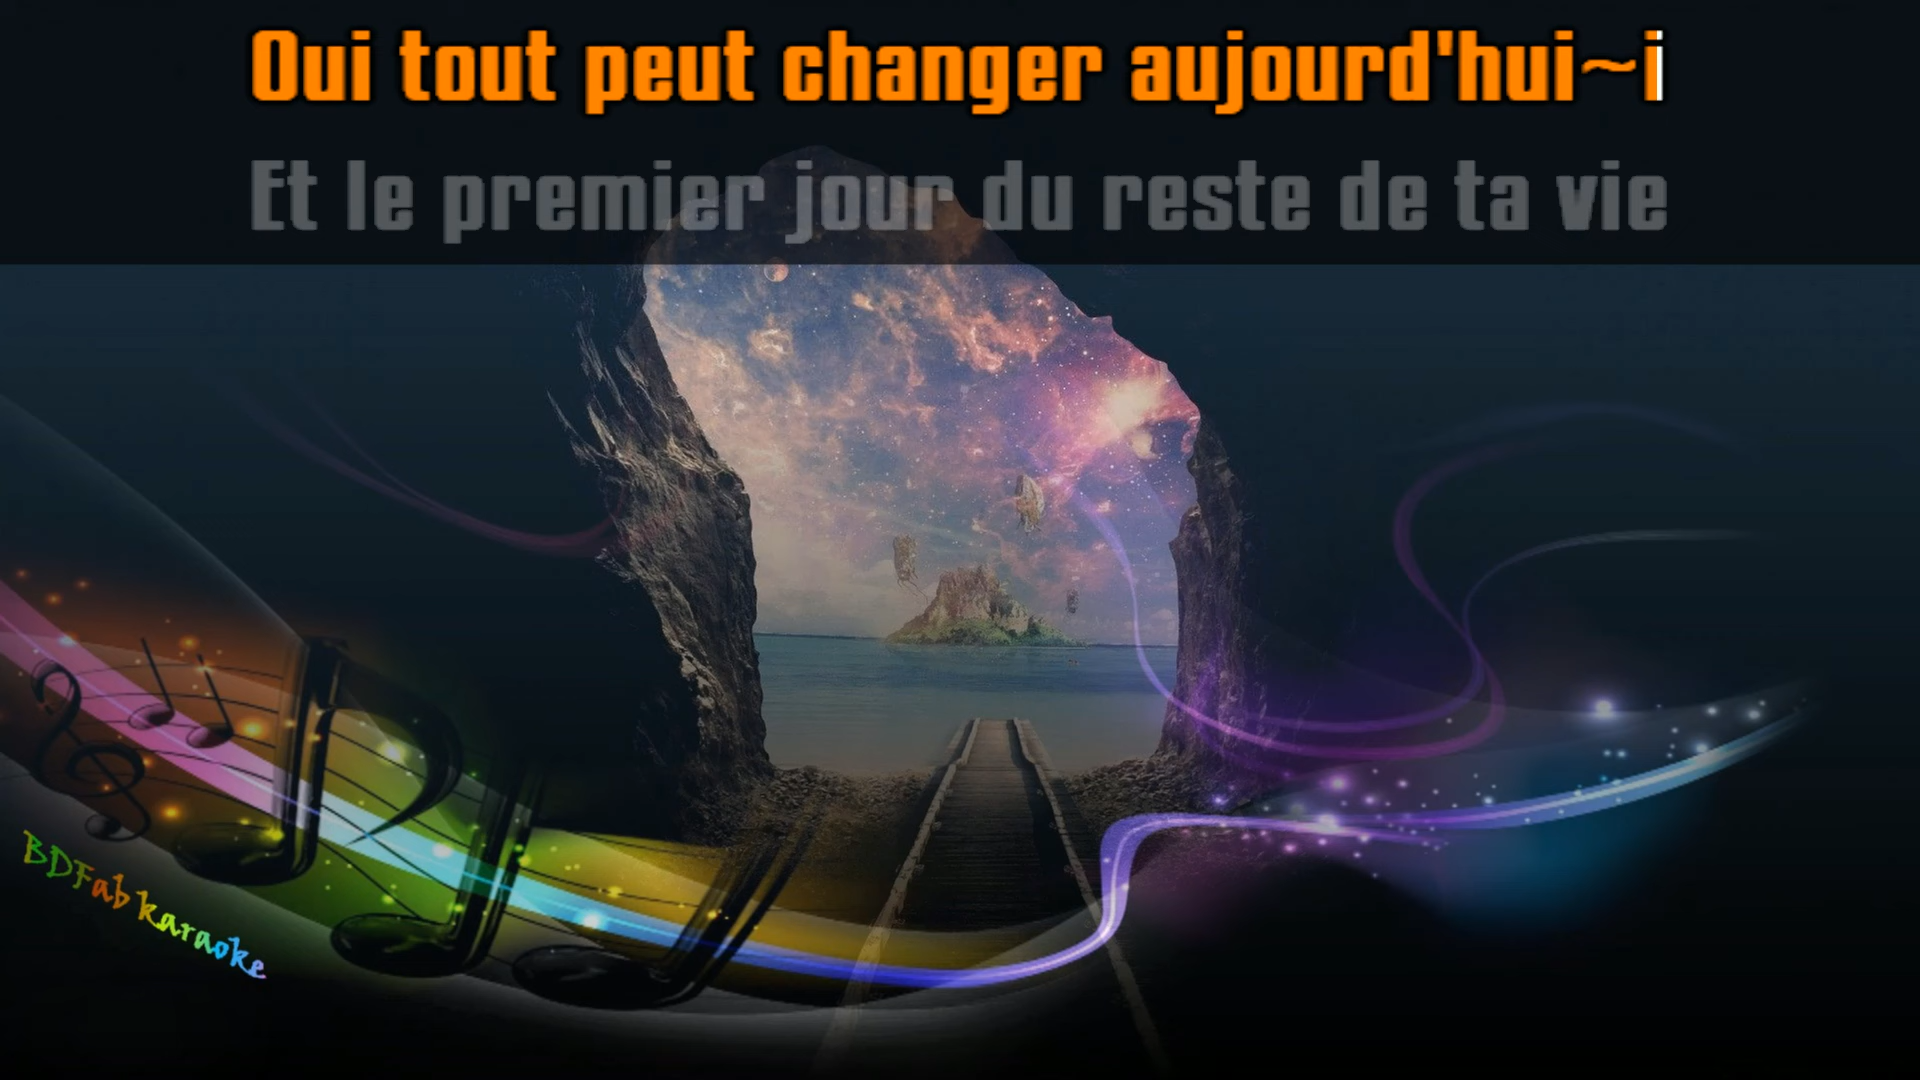 Oui tout peut changer aujourd'hui~i
Et le premier jour du reste de ta vie
BDFab karaoke